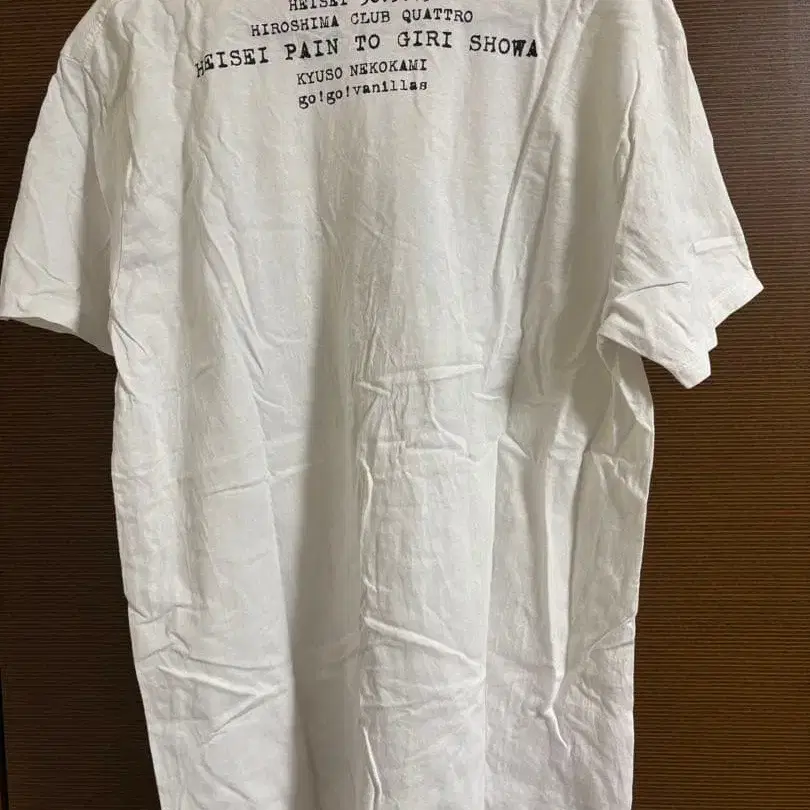 HEISEI
HIROSHIMA CLUB QUATTRO
HEISEI PAIN TO GIRI SHOWA
KYUSO NEKOKAMI
go!go!vanillas